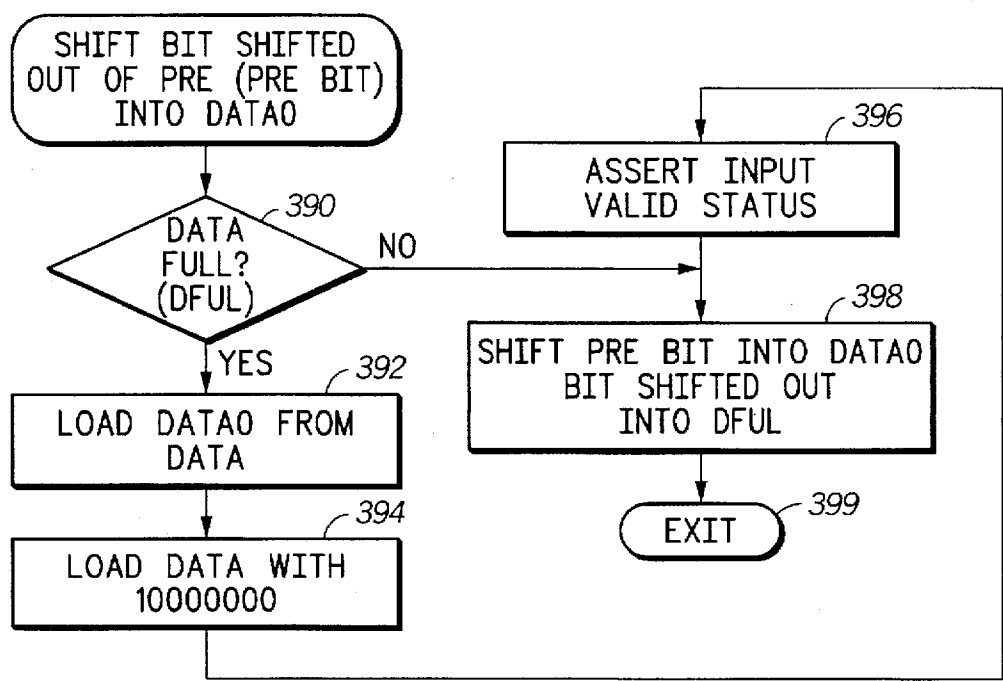 SHIFT BIT SHIFTED
OUT OF PRE (PRE BIT)
INTO DATA0
390
DATA
FULL?
(DFUL)
NO
YES
392
LOAD DATA0 FROM
DATA
394
LOAD DATA WITH
10000000
396
ASSERT INPUT
VALID STATUS
398
SHIFT PRE BIT INTO DATA0
BIT SHIFTED OUT
INTO DFUL
EXIT
399